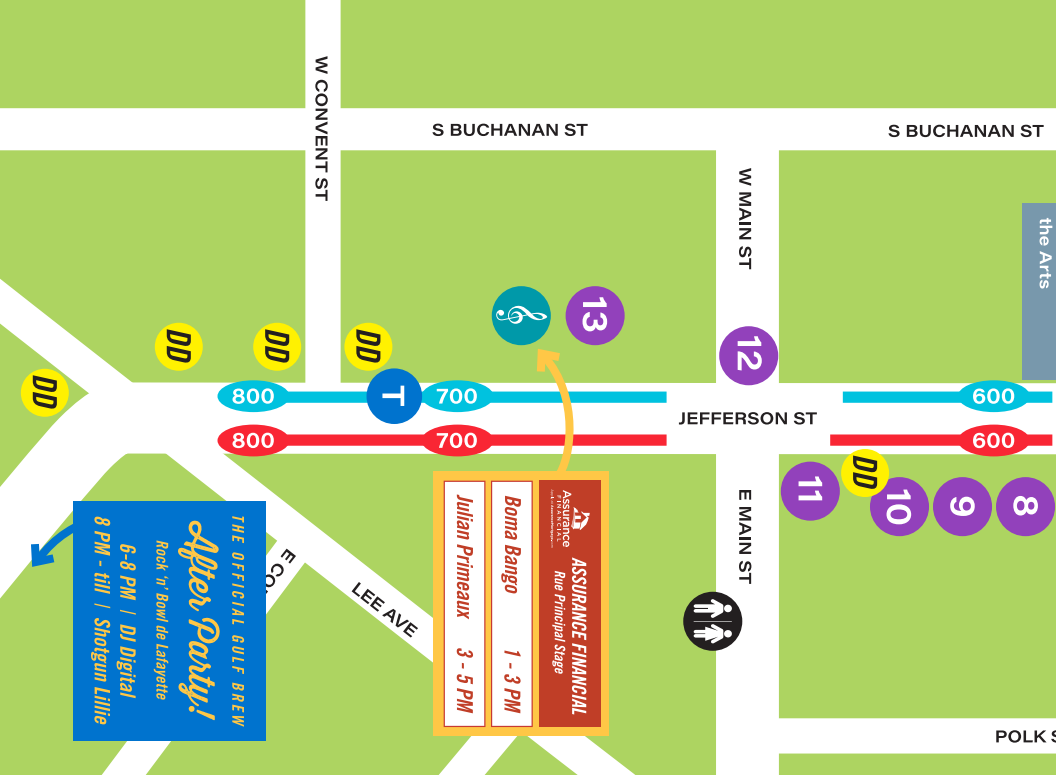 W CONVENT ST
S BUCHANAN ST
S BUCHANAN ST
W MAIN ST
the Arts
13
12
DD
DD
DD
DD
T
800
700
600
JEFFERSON ST
800
700
600
11
DD
10
9
8
E MAIN ST
LEE AVE
POLK
Assurance
FINANCIAL
ASSURANCE FINANCIAL
Rue Principal Stage
Boma Bango 1 - 3 PM
Julian Primeaux 3 - 5 PM
THE OFFICIAL GULF BREW
After Party!
Rock 'n' Bowl de Lafayette
6-8 PM | DJ Digital
8 PM - till | Shotgun Lillie